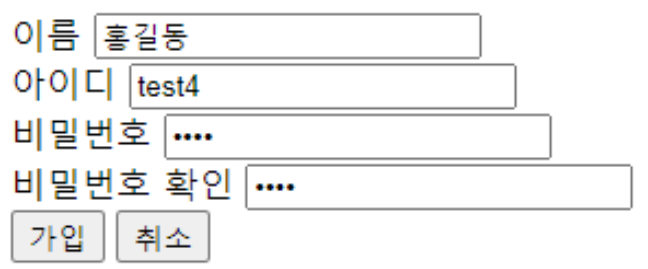 이름 홍길동
아이디 test4
비밀번호 ••••
비밀번호 확인 ••••
가입 취소